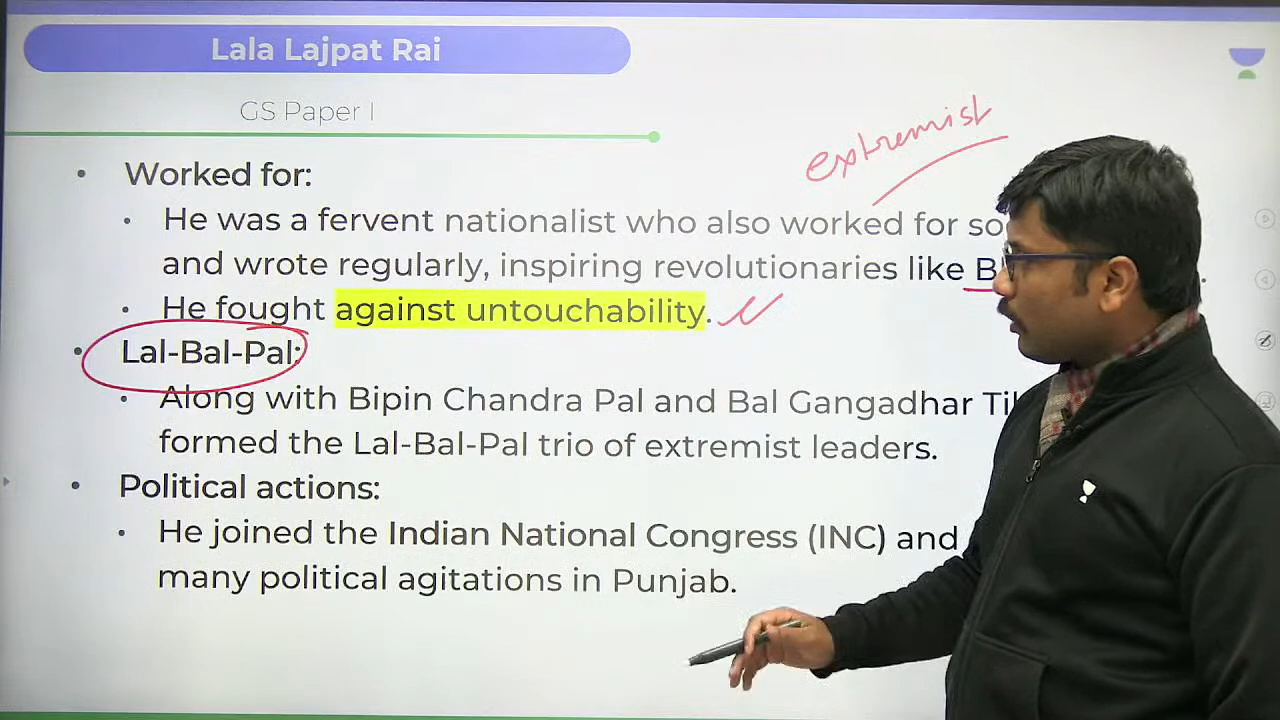 Lala Lajpat Rai
GS Paper I
extremist
• Worked for:
• He was a fervent nationalist who also worked for
and wrote regularly, inspiring revolutionaries like
• He fought against untouchability.
• Lal-Bal-Pal:
• Along with Bipin Chandra Pal and Bal Gangadhar
formed the Lal-Bal-Pal trio of extremist leaders.
• Political actions:
• He joined the Indian National Congress (INC) and
many political agitations in Punjab.